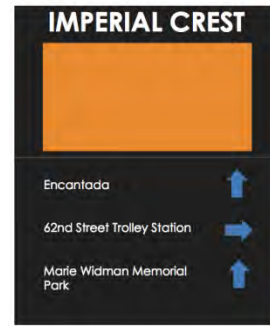 IMPERIAL CREST
Encantada
62nd Street Trolley Station
Marie Widman Memorial
Park